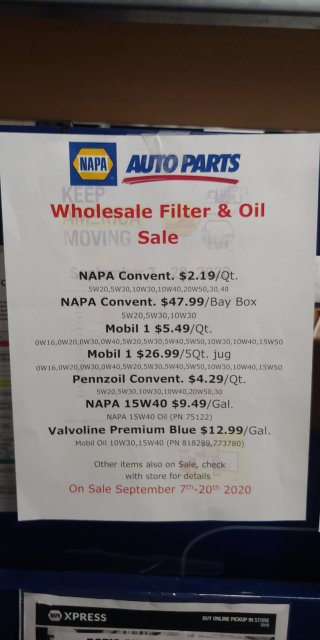 NAPA AUTO PARTS
KEEP
AMERICA
MOVING
Wholesale Filter & Oil
Sale
NAPA Convent. $2.19/Qt.
5W20,5W30,10W30,10W40,20W50,30,40
NAPA Convent. $47.99/Bay Box
5W20,5W30,10W30
Mobil 1 $5.49/Qt.
0W16,0W20,0W30,0W40,5W20,5W30,5W40,5W50,10W30,10W40,15W50
Mobil 1 $26.99/5Qt. jug
0W16,0W20,0W30,0W40,5W20,5W30,5W40,5W50,10W30,10W40,15W50
Pennzoil Convent. $4.29/Qt.
5W20,5W30,10W30,10W40,20W50,30
NAPA 15W40 $9.49/Gal.
NAPA 15W40 Oil (PN 75122)
Valvoline Premium Blue $12.99/Gal.
Mobil Oil 10W30,15W40 (PN 818289,773780)
Other items also on Sale, check
with store for details
On Sale September 7th-20th 2020
NAPA XPRESS
BUY ONLINE PICKUP IN STORE